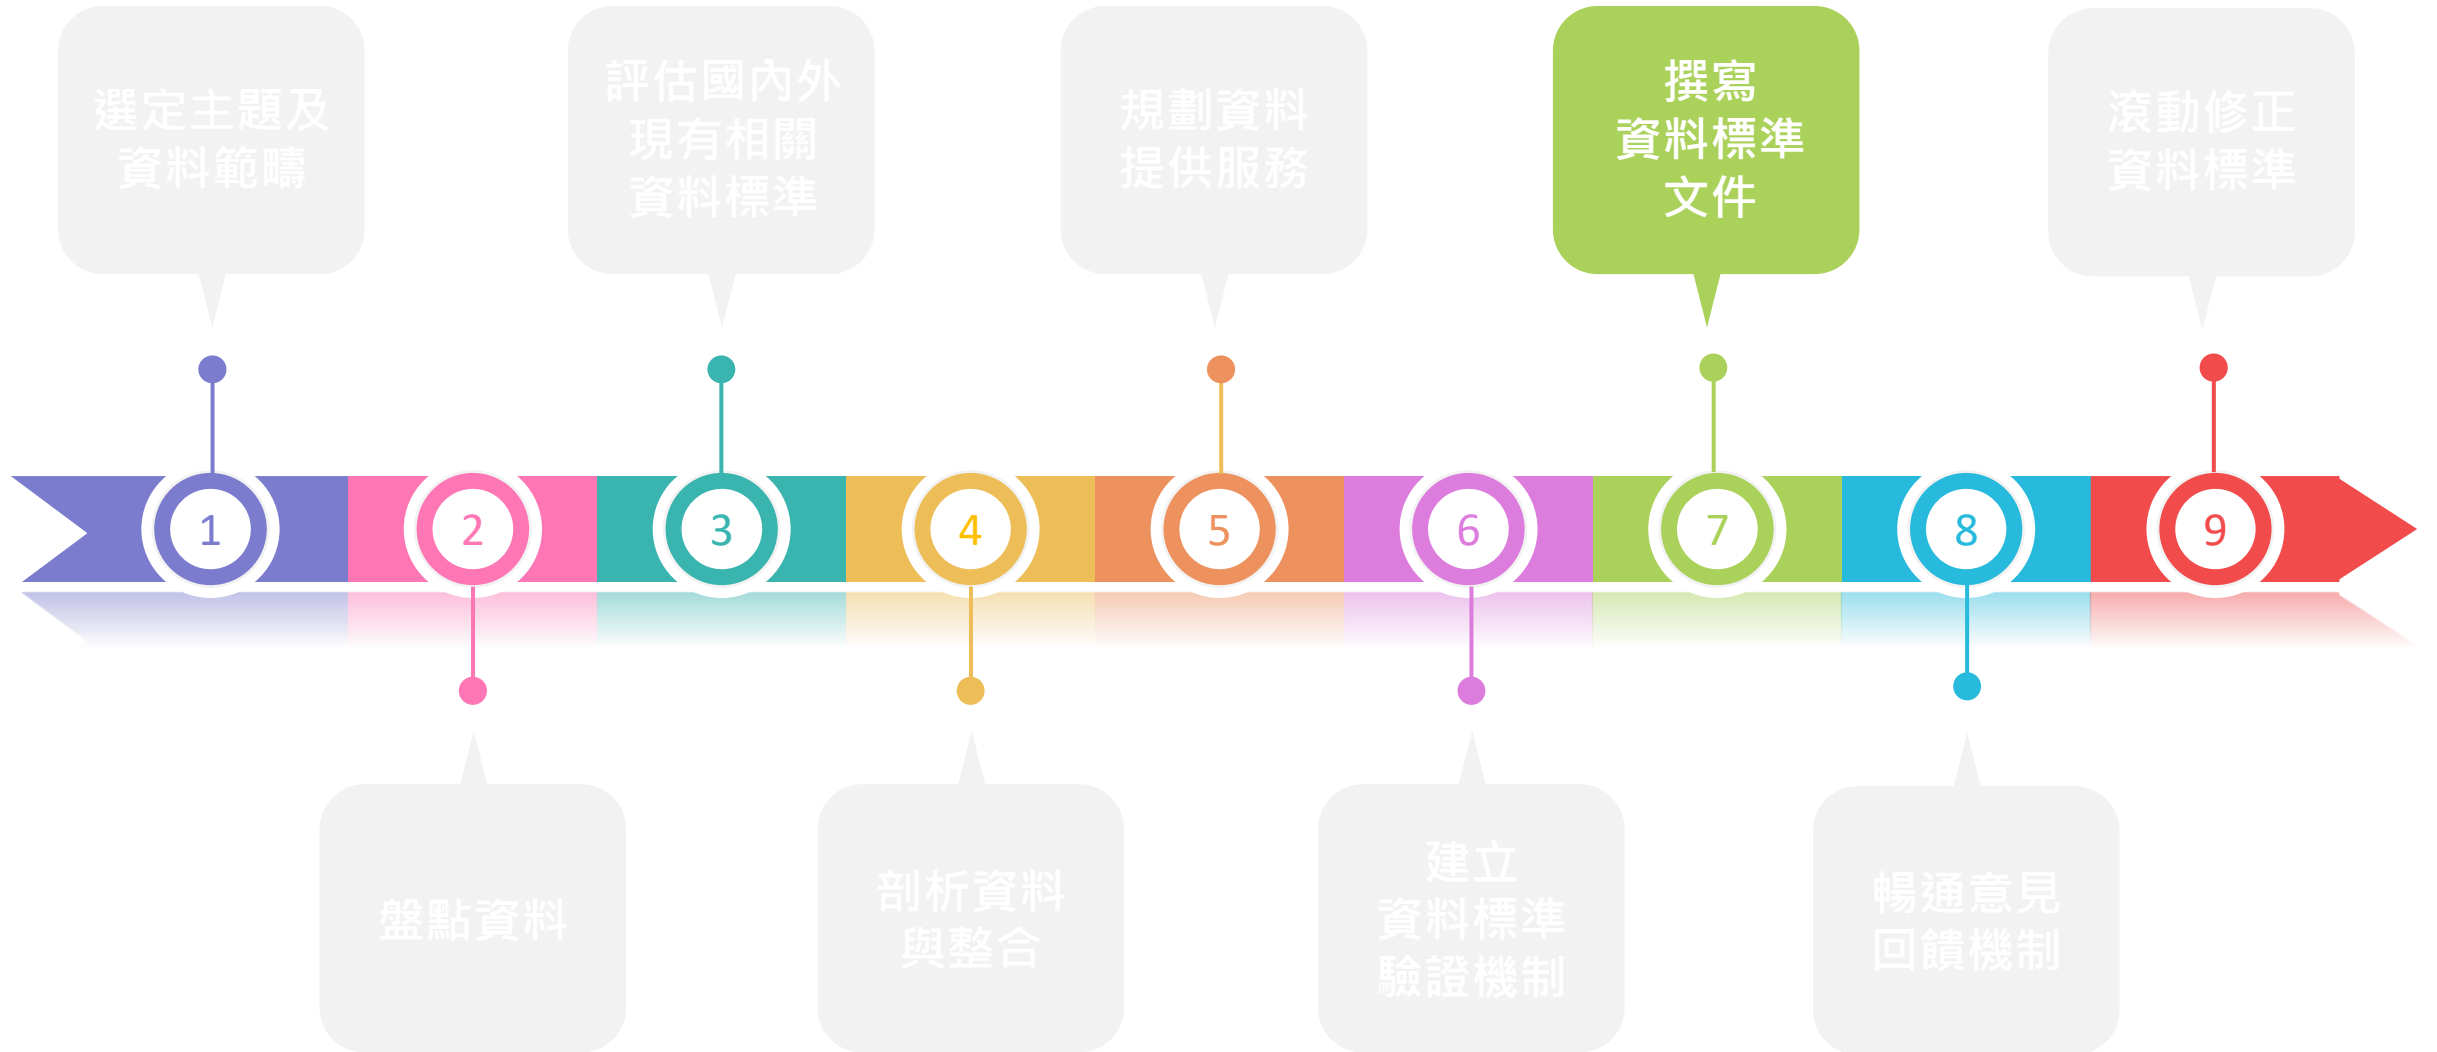 選定主題及
資料範疇
評估國內外
現有相關
資料標準
規劃資料
提供服務
撰寫
資料標準
文件
滾動修正
資料標準
1
2
3
4
5
6
7
8
9
盤點資料
剖析資料
與整合
建立
資料標準
驗證機制
暢通意見
回饋機制